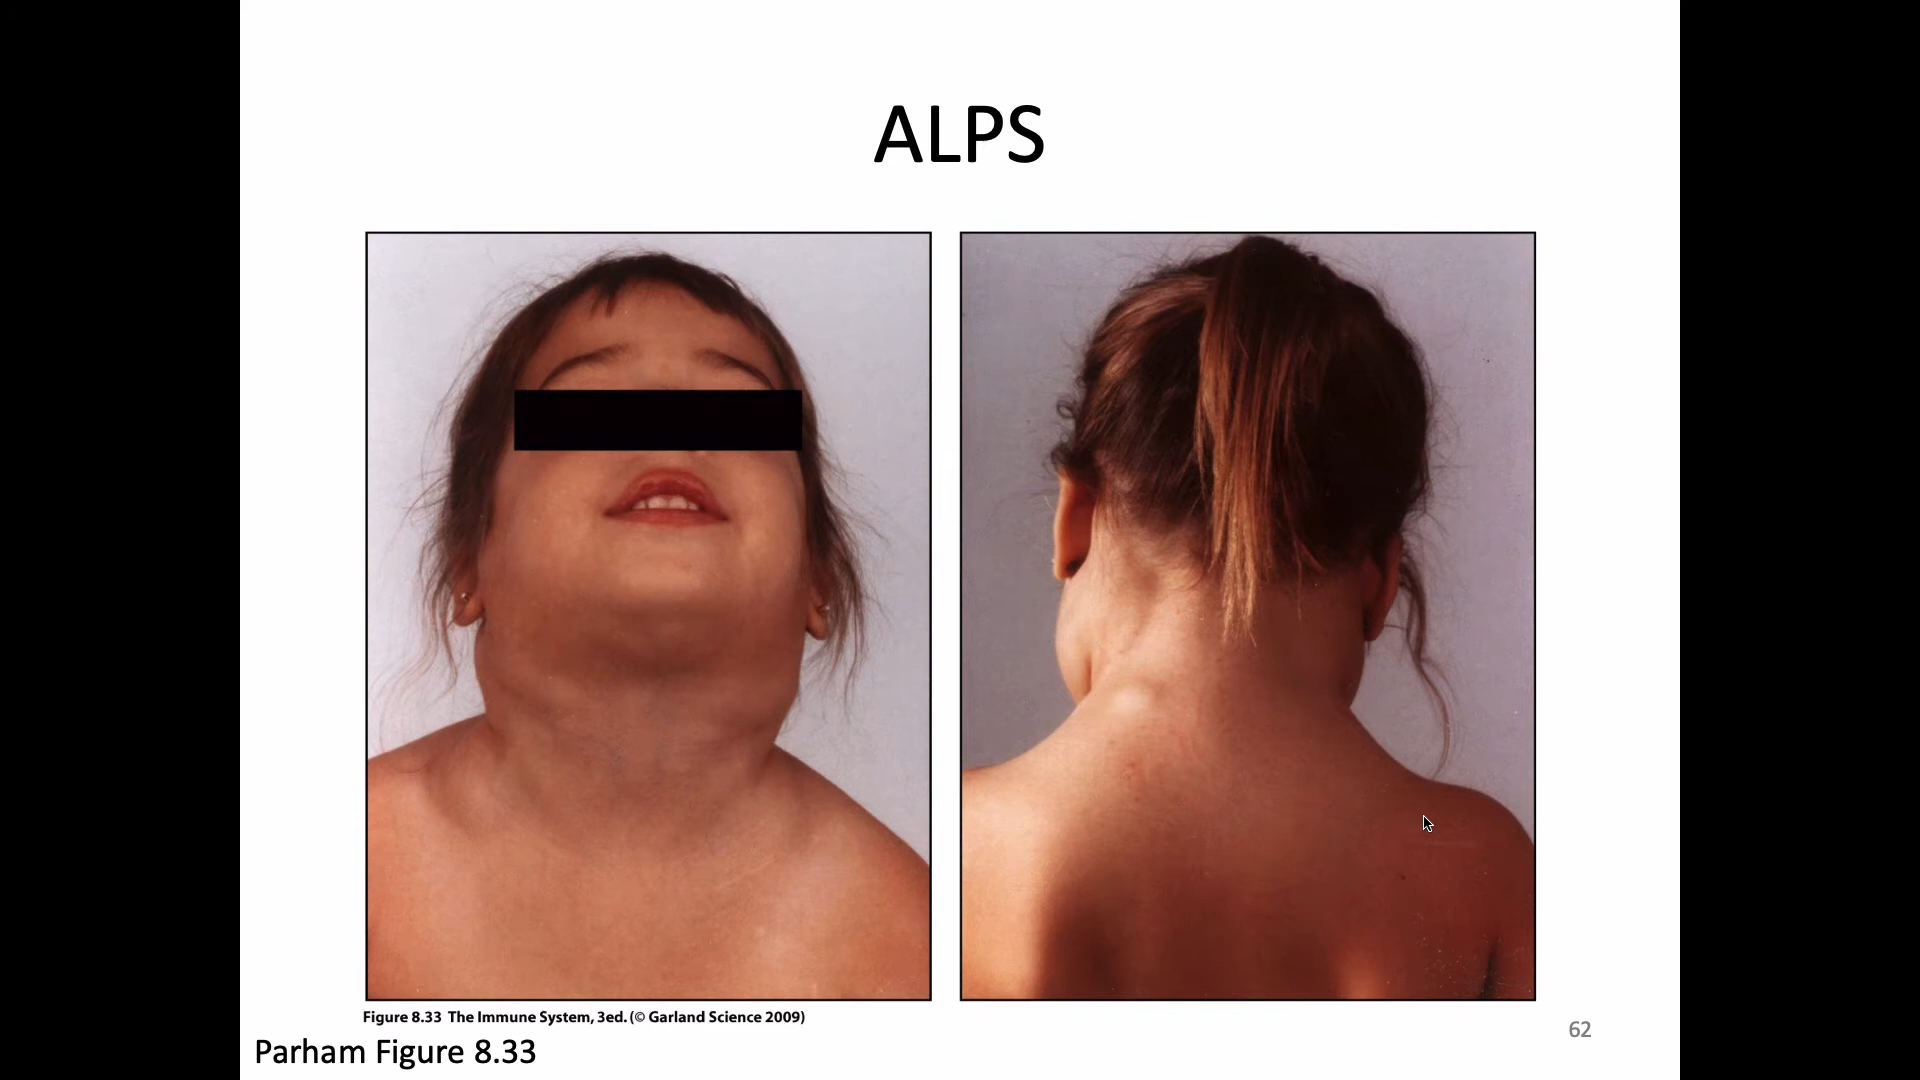 ALPS
Figure 8.33 The Immune System, 3ed. (© Garland Science 2009)
62
Parham Figure 8.33